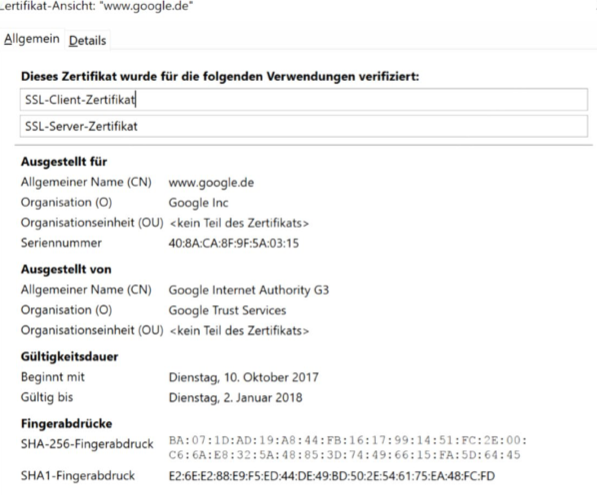 Zertifikat-Ansicht: "www.google.de"
Allgemein Details
Dieses Zertifikat wurde für die folgenden Verwendungen verifiziert:
SSL-Client-Zertifikat
SSL-Server-Zertifikat
Ausgestellt für
Allgemeiner Name (CN) www.google.de
Organisation (O) Google Inc
Organisationseinheit (OU) <kein Teil des Zertifikats>
Seriennummer 40:8A:CA:8F:9F:5A:03:15
Ausgestellt von
Allgemeiner Name (CN) Google Internet Authority G3
Organisation (O) Google Trust Services
Organisationseinheit (OU) <kein Teil des Zertifikats>
Gültigkeitsdauer
Beginnt mit Dienstag, 10. Oktober 2017
Gültig bis Dienstag, 2. Januar 2018
Fingerabdrücke
SHA-256-Fingerabdruck BA:07:1D:AD:19:A8:44:FB:16:17:99:14:51:FC:2E:00:
C6:6A:E8:32:5A:48:85:3D:74:49:66:15:FA:5D:64:45
SHA1-Fingerabdruck E2:6E:E2:88:E9:F5:ED:44:DE:49:BD:50:2E:54:61:75:EA:48:FC:FD